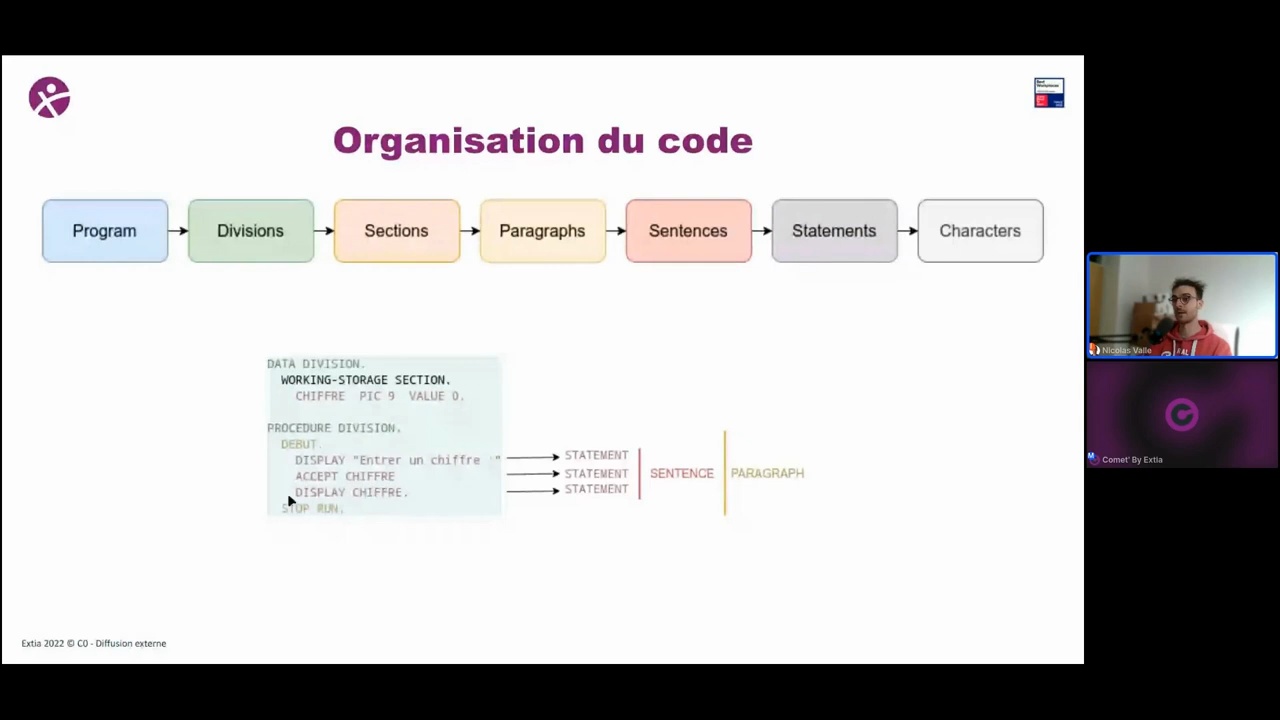 Organisation du code
Program
Divisions
Sections
Paragraphs
Sentences
Statements
Characters
DATA DIVISION.
WORKING-STORAGE SECTION.
CHIFFRE PIC 9 VALUE 0.
PROCEDURE DIVISION.
DEBUT.
DISPLAY "Entrer un chiffre :"
ACCEPT CHIFFRE
DISPLAY CHIFFRE.
STOP RUN.
STATEMENT
STATEMENT
STATEMENT
SENTENCE
PARAGRAPH
Nicolas Valle
Comet' By Extia
Extia 2022 © C0 - Diffusion externe